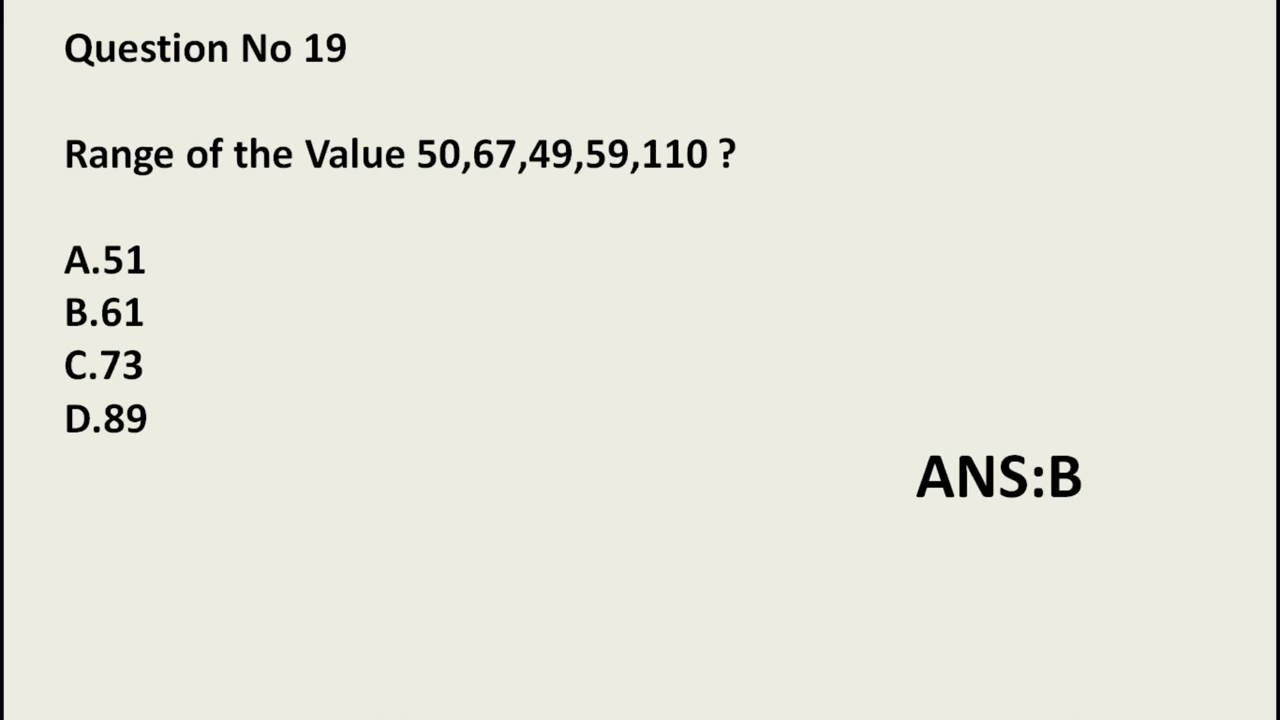 Question No 19
Range of the Value 50,67,49,59,110 ?
A.51
B.61
C.73
D.89
ANS:B